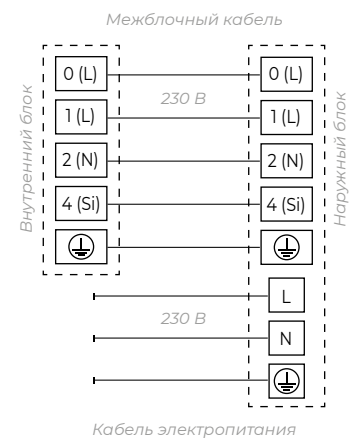 Межблочный кабель
Внутренний блок
Наружный блок
0 (L) 0 (L)
230 В
1 (L) 1 (L)
2 (N) 2 (N)
4 (Si) 4 (Si)
L
230 В
N
Кабель электропитания